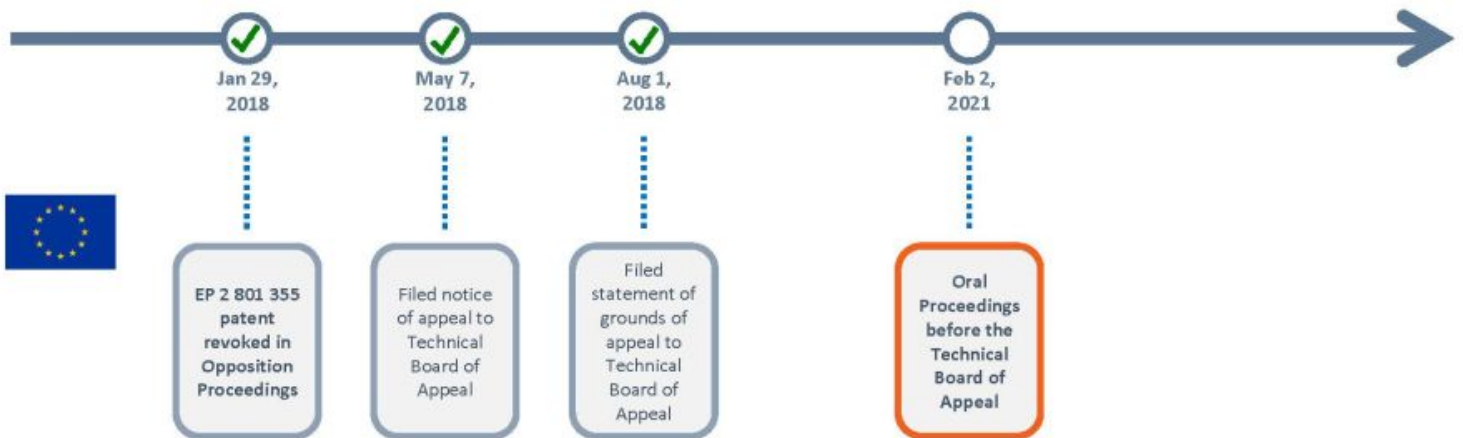 Jan 29,
2018
May 7,
2018
Aug 1,
2018
Feb 2,
2021
EP 2 801 355
patent
revoked in
Opposition
Proceedings
Filed notice
of appeal to
Technical
Board of
Appeal
Filed
statement of
grounds of
appeal to
Technical
Board of
Appeal
Oral
Proceedings
before the
Technical
Board of
Appeal